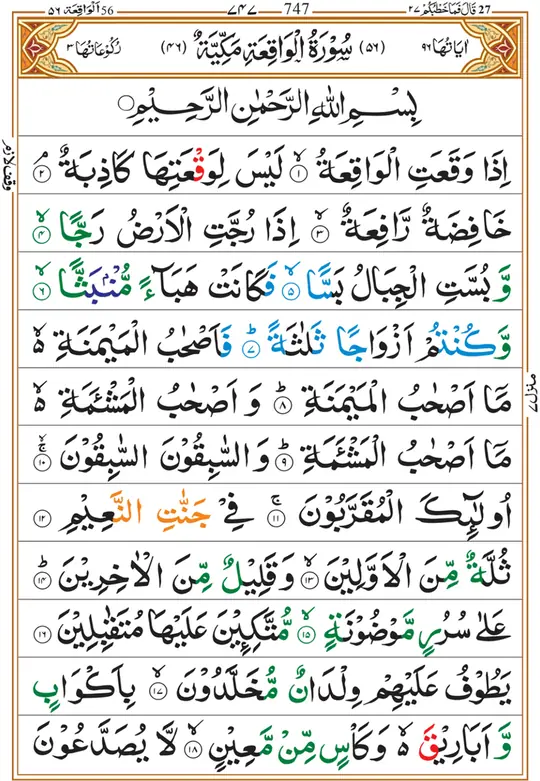 27 قَالَ فَمَا خَطْبُكُمْ ٢٧ 747 ٧٤٧ 56 اَلْوَاقِعَة ٥٦
اٰيَاتُهَا ٩٦ (٥٦) سُوْرَةُ الْوَاقِعَةِ مَكِّيَّةٌ (٤٦) رُكُوْعَاتُهَا ٣
بِسْمِ اللّٰهِ الرَّحْمٰنِ الرَّحِيْمِ
اِذَا وَقَعَتِ الْوَاقِعَةُ ۙ١ لَيْسَ لِوَقْعَتِهَا كَاذِبَةٌ ۘ٢
وقف لازم
خَافِضَةٌ رَّافِعَةٌ ۙ٣ اِذَا رُجَّتِ الْاَرْضُ رَجًّا ۙ٤
وَّ بُسَّتِ الْجِبَالُ بَسًّا ۙ٥ فَكَانَتْ هَبَآءً مُّنْۢبَثًّا ۙ٦
وَّكُنْتُمْ اَزْوَاجًا ثَلٰثَةً ؕ٧ فَاَصْحٰبُ الْمَيْمَنَةِ ۙ۬
مَاۤ اَصْحٰبُ الْمَيْمَنَةِ ؕ٨ وَ اَصْحٰبُ الْمَشْـَٔمَةِ ۙ۬
منزل ٧
مَاۤ اَصْحٰبُ الْمَشْـَٔمَةِ ؕ٩ وَ السّٰبِقُوْنَ السّٰبِقُوْنَ ۚۙ١٠
اُولٰٓئِكَ الْمُقَرَّبُوْنَ ۚ١١ فِيْ جَنّٰتِ النَّعِيْمِ ١٢
ثُلَّةٌ مِّنَ الْاَوَّلِيْنَ ۙ١٣ وَ قَلِيْلٌ مِّنَ الْاٰخِرِيْنَ ؕ١٤
عَلٰى سُرُرٍ مَّوْضُوْنَةٍ ۙ١٥ مُّتَّكِـِٕيْنَ عَلَيْهَا مُتَقٰبِلِيْنَ ١٦
يَطُوْفُ عَلَيْهِمْ وِلْدَانٌ مُّخَلَّدُوْنَ ۙ١٧ بِاَكْوَابٍ
وَّ اَبَارِيْقَ ۙ۬ وَ كَاْسٍ مِّنْ مَّعِيْنٍ ۙ١٨ لَّا يُصَدَّعُوْنَ